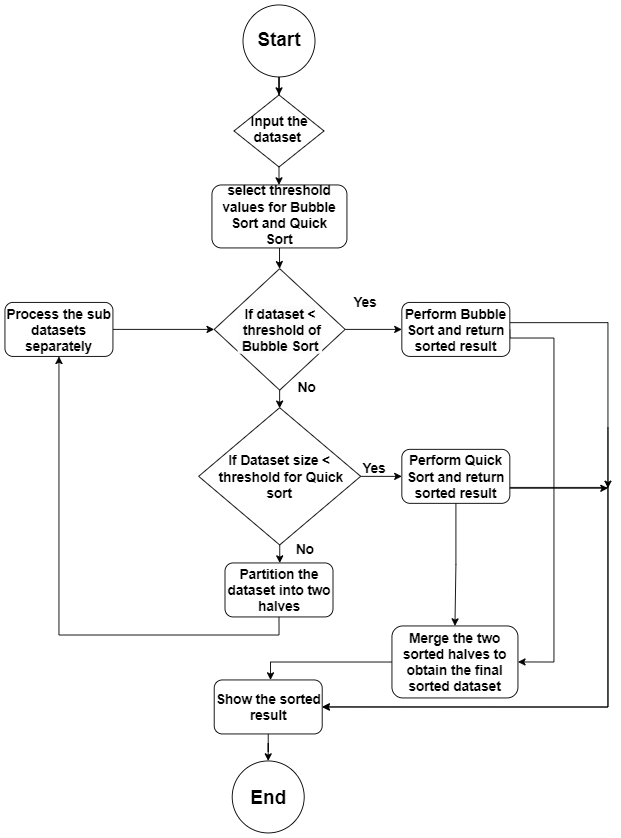 Start
Input the
dataset
select threshold
values for Bubble
Sort and Quick
Sort
Process the sub
datasets
separately
If dataset <
threshold of
Bubble Sort
Yes
Perform Bubble
Sort and return
sorted result
No
If Dataset size <
threshold for Quick
sort
Yes
Perform Quick
Sort and return
sorted result
No
Partition the
dataset into two
halves
Merge the two
sorted halves to
obtain the final
sorted dataset
Show the sorted
result
End